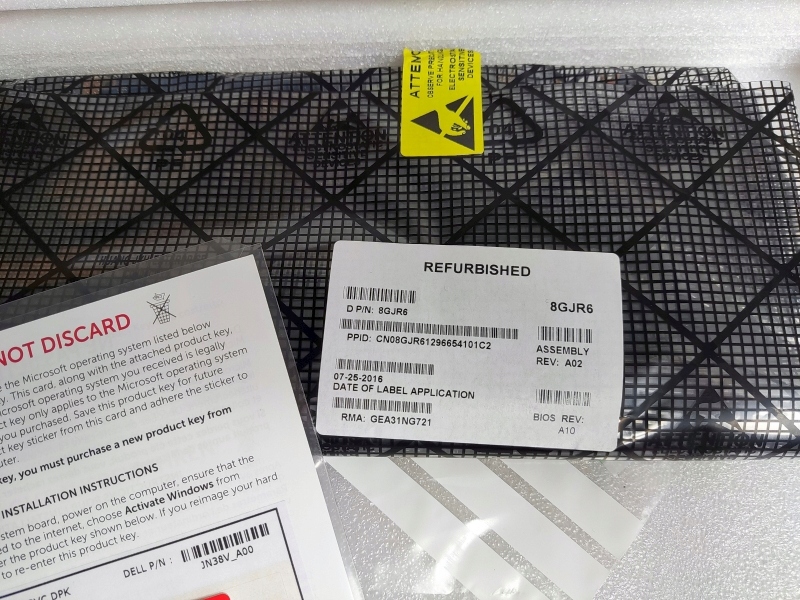 ATTENTION
OBSERVE PRECAUTIONS
FOR HANDLING
ELECTROSTATIC
SENSITIVE
DEVICES
REFURBISHED
D P/N: 8GJR6
8GJR6
PPID: CN08GJR61296654101C2
ASSEMBLY
REV: A02
07-25-2016
DATE OF LABEL APPLICATION
RMA: GEA31NG721
BIOS REV:
A10
NOT DISCARD
the Microsoft operating system listed below
y. This card, along with the attached product key,
icrosoft operating system you received is legally
ct key only applies to the Microsoft operating system
you purchased. Save this product key for future
ct key sticker from this card and adhere the sticker to
uter.
key, you must purchase a new product key from
INSTALLATION INSTRUCTIONS
stem board, power on the computer, ensure that the
ed to the internet, choose Activate Windows from
er the product key shown below. If you reimage your hard
to re-enter this product key.
DELL P/N :
JN38V_A00
DPK